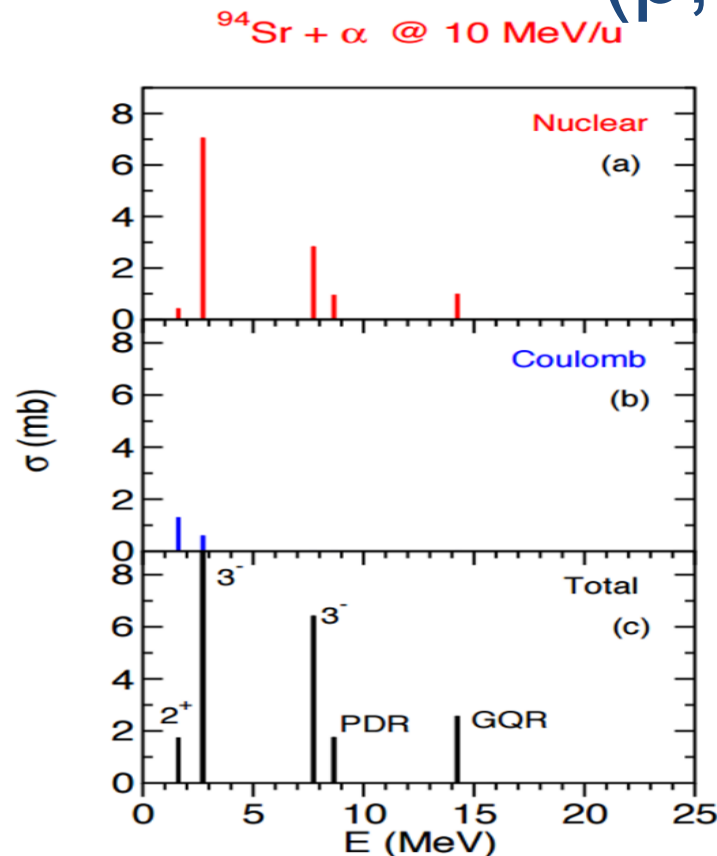 (p,
⁹⁴Sr + α @ 10 MeV/u
Nuclear
(a)
8
6
4
2
0
Coulomb
(b)
8
6
4
2
0
Total
(c)
8
6
4
2
0
3⁻
3⁻
2⁺
PDR
GQR
σ (mb)
0 5 10 15 20 25
E (MeV)